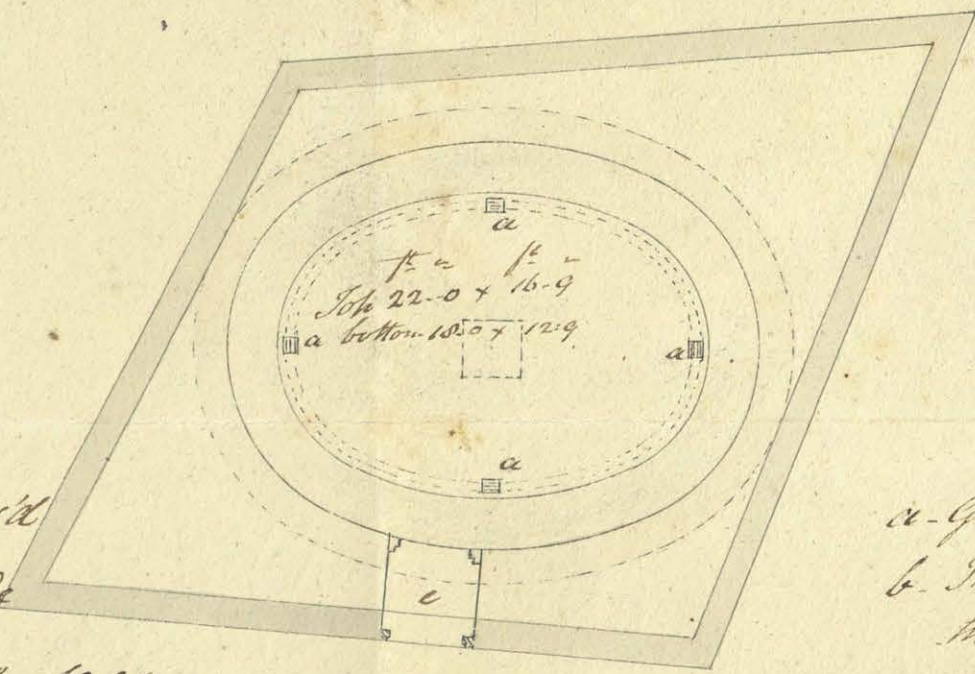 a
ft in ft in
Top 22-0 x 16-9
a bottom 18:0 x 12:9
a
a
c
a - G
b -